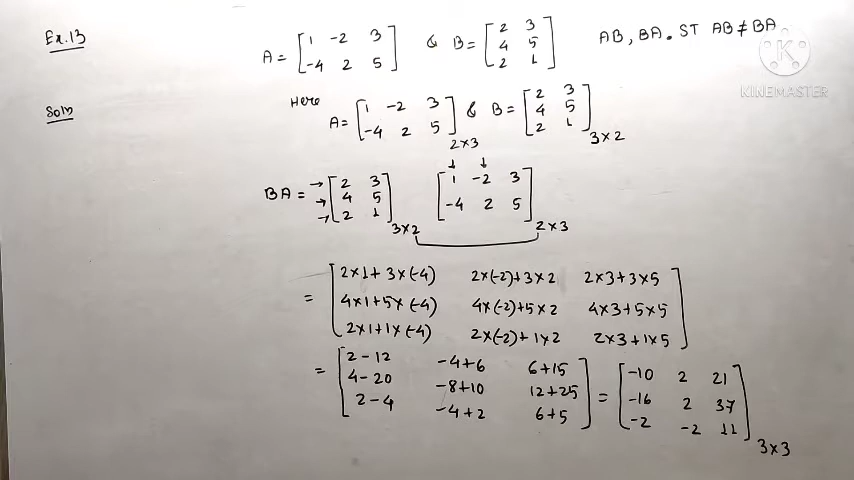 Ex.13 A = [1 -2 3 & B = [2 3 AB, BA. ST AB ≠ BA
-4 2 5] 4 5
2 1]
KINEMASTER
Soln Here A = [1 -2 3 & B = [2 3
-4 2 5] 2×3 4 5
2 1] 3×2
BA = → [2 3 ↓1 ↓-2 3
→ 4 5 -4 2 5] 2×3
→ 2 1] 3×2
= [2×1+3×(-4) 2×(-2)+3×2 2×3+3×5
4×1+5×(-4) 4×(-2)+5×2 4×3+5×5
2×1+1×(-4) 2×(-2)+1×2 2×3+1×5]
= [2-12 -4+6 6+15 = [-10 2 21
4-20 -8+10 12+25 -16 2 37
2-4 -4+2 6+5] -2 -2 11] 3×3